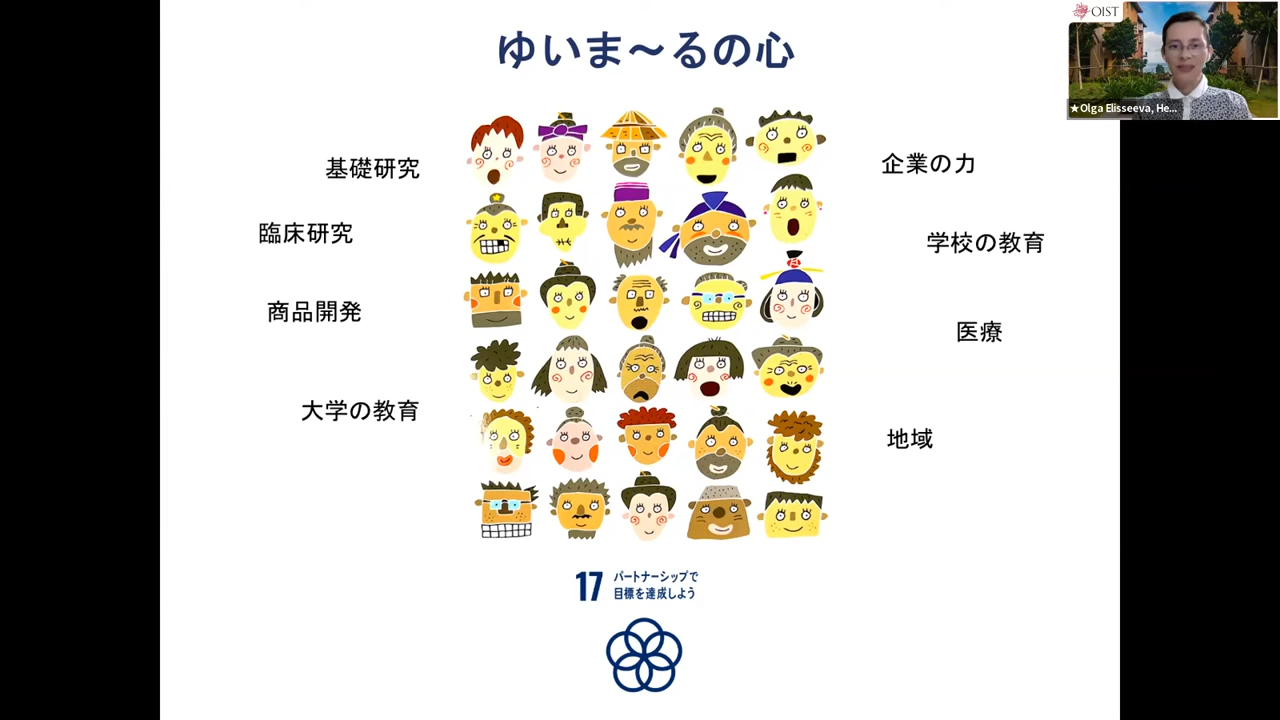 ゆいま～るの心
OIST
★Olga Elisseeva, He...
基礎研究
臨床研究
商品開発
大学の教育
企業の力
学校の教育
医療
地域
17 パートナーシップで
目標を達成しよう